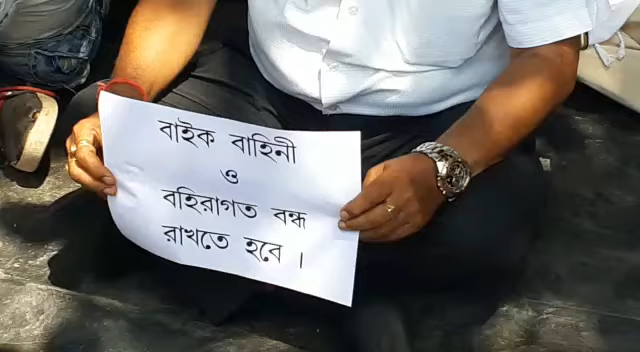 বাইক বাহিনী
ও
বহিরাগত বন্ধ
রাখতে হবে ।